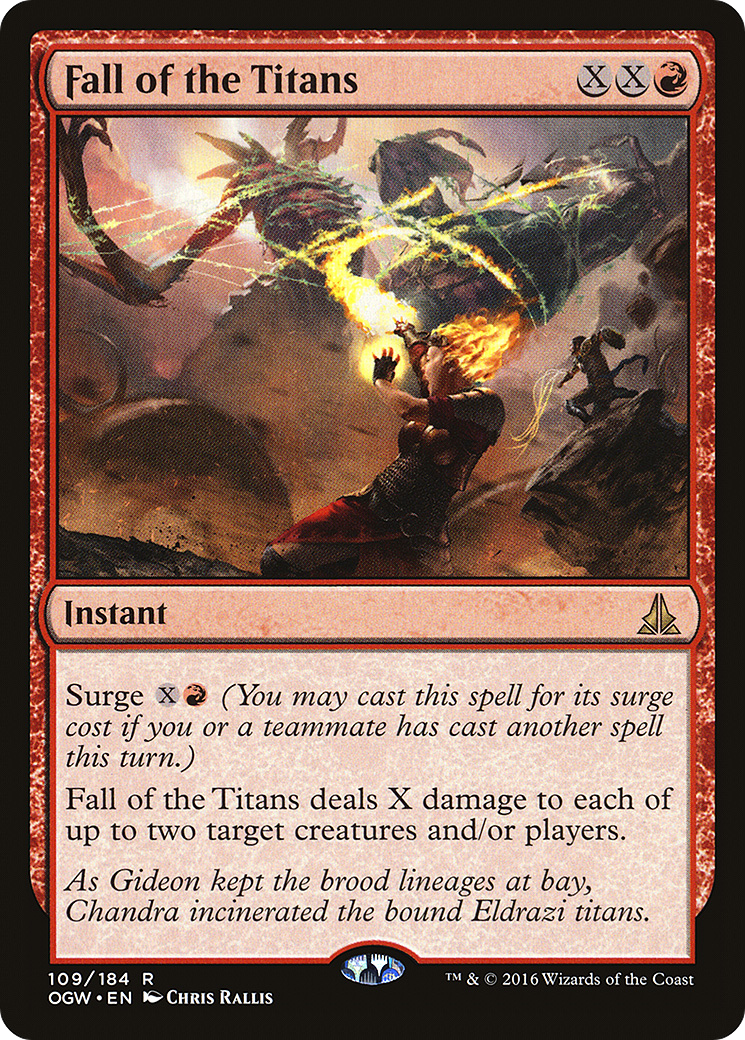 Fall of the Titans XXR
Instant
Surge XR (You may cast this spell for its surge
cost if you or a teammate has cast another spell
this turn.)
Fall of the Titans deals X damage to each of
up to two target creatures and/or players.
As Gideon kept the brood lineages at bay,
Chandra incinerated the bound Eldrazi titans.
109/184 R
OGW • EN Chris Rallis
™ & © 2016 Wizards of the Coast